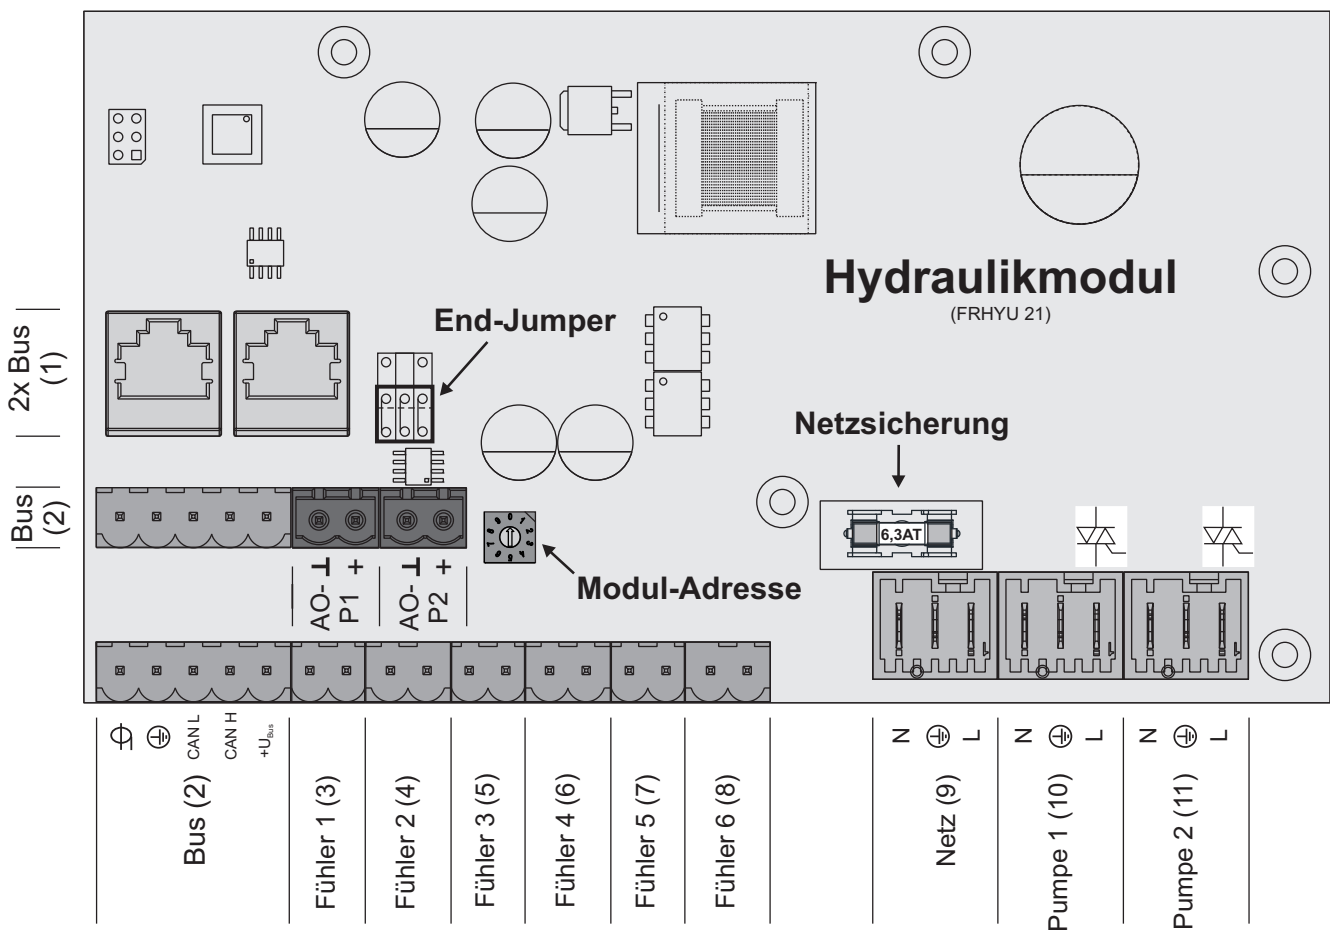 Hydraulikmodul
(FRHYU 21)
End-Jumper
2x Bus
(1)
Netzsicherung
6,3AT
Bus
(2)
Modul-Adresse
AO-
P1
+
AO-
P2
+
CAN L
CAN H
+U Bus
N
L
N
L
N
L
Bus (2)
Fühler 1 (3)
Fühler 2 (4)
Fühler 3 (5)
Fühler 4 (6)
Fühler 5 (7)
Fühler 6 (8)
Netz (9)
Pumpe 1 (10)
Pumpe 2 (11)